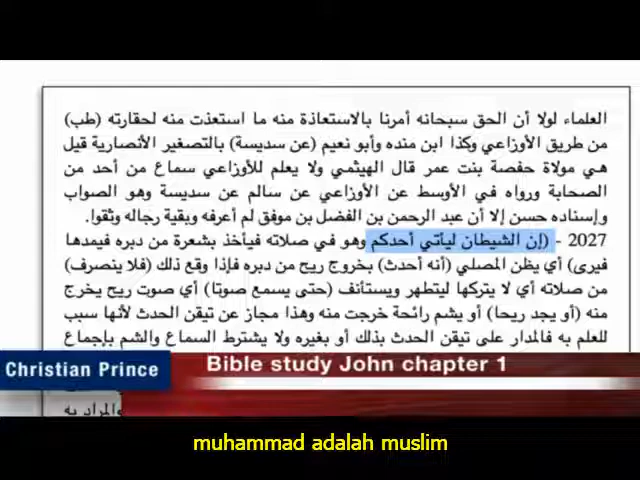 العلماء لولا أن الحق سبحانه أمرنا بالاستعاذة منه ما استعذت منه لحقارته (طب)
من طريق الأوزاعي وكذا ابن منده وأبو نعيم (عن سديسة) بالتصغير الأنصارية قيل
هي مولاة حفصة بنت عمر قال الهيثمي ولا يعلم للأوزاعي سماع من أحد من
الصحابة ورواه في الأوسط عن الأوزاعي عن سالم عن سديسة وهو الصواب
وإسناده حسن إلا أن عبد الرحمن بن الفضل بن موفق لم أعرفه وبقية رجاله وثقوا.
2027 - (إن الشيطان ليأتي أحدكم وهو في صلاته فيأخذ بشعرة من دبره فيمدها
فيرى) أي يظن المصلي (أنه أحدث) بخروج ريح من دبره فإذا وقع ذلك (فلا ينصرف)
من صلاته أي لا يتركها ليتطهر ويستأنف (حتى يسمع صوتا) أي صوت ريح يخرج
منه (أو يجد ريحا) أو يشم رائحة خرجت منه وهذا مجاز عن تيقن الحدث لأنها سبب
للعلم به فالمدار على تيقن الحدث بذلك أو بغيره ولا يشترط السماع والشم بإجماع
Christian Prince
Bible study John chapter 1
والمراد به
muhammad adalah muslim